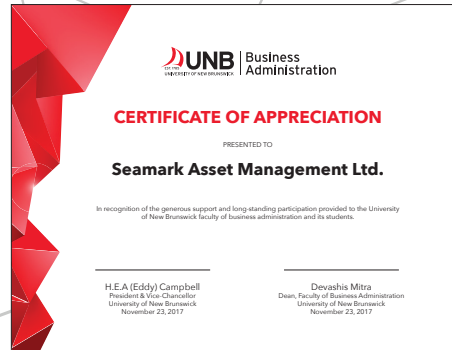 UNB Business
Administration
EST. 1785
UNIVERSITY OF NEW BRUNSWICK
CERTIFICATE OF APPRECIATION
PRESENTED TO
Seamark Asset Management Ltd.
In recognition of the generous support and long-standing participation provided to the University
of New Brunswick faculty of business administration and its students.
H.E.A (Eddy) Campbell
President & Vice-Chancellor
University of New Brunswick
November 23, 2017
Devashis Mitra
Dean, Faculty of Business Administration
University of New Brunswick
November 23, 2017